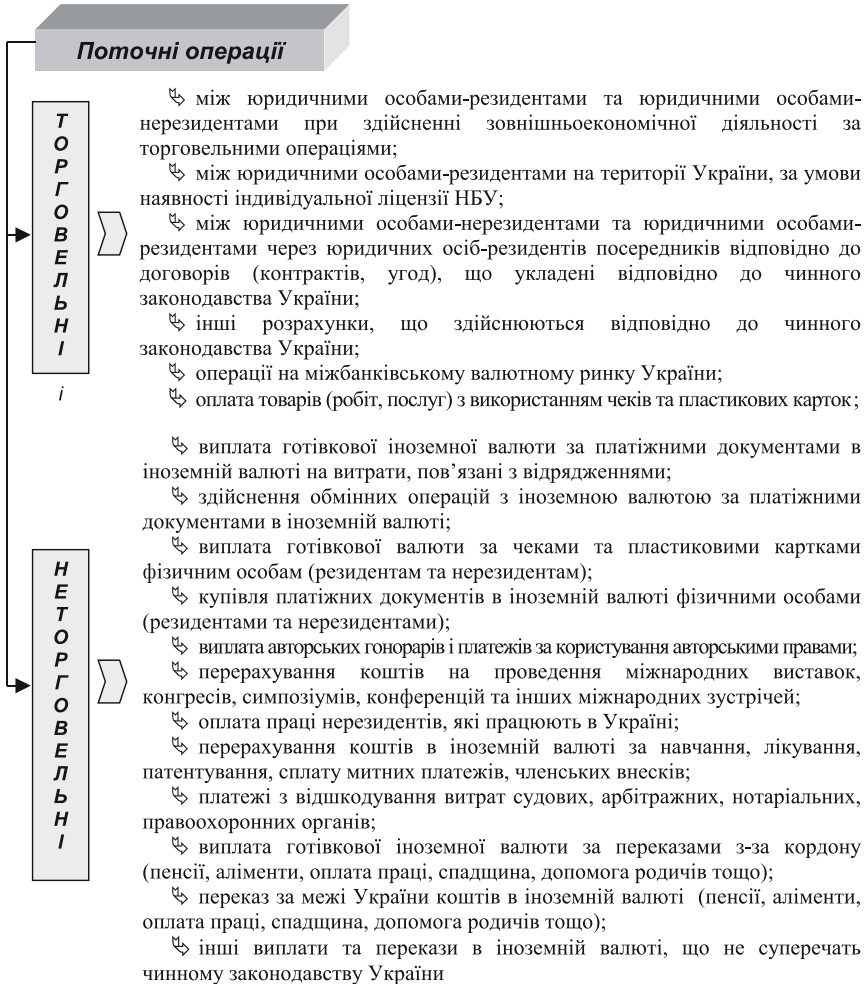 Поточні операції
ТОРГОВЕЛЬНІ
і
між юридичними особами-резидентами та юридичними особами-
нерезидентами при здійсненні зовнішньоекономічної діяльності за
торговельними операціями;
між юридичними особами-резидентами на території України, за умови
наявності індивідуальної ліцензії НБУ;
між юридичними особами-нерезидентами та юридичними особами-
резидентами через юридичних осіб-резидентів посередників відповідно до
договорів (контрактів, угод), що укладені відповідно до чинного
законодавства України;
інші розрахунки, що здійснюються відповідно до чинного
законодавства України;
операції на міжбанківському валютному ринку України;
оплата товарів (робіт, послуг) з використанням чеків та пластикових карток;
НЕТОРГОВЕЛЬНІ
виплата готівкової іноземної валюти за платіжними документами в
іноземній валюті на витрати, пов’язані з відрядженнями;
здійснення обмінних операцій з іноземною валютою за платіжними
документами в іноземній валюті;
виплата готівкової валюти за чеками та пластиковими картками
фізичним особам (резидентам та нерезидентам);
купівля платіжних документів в іноземній валюті фізичними особами
(резидентами та нерезидентами);
виплата авторських гонорарів і платежів за користування авторськими правами;
перерахування коштів на проведення міжнародних виставок,
конгресів, симпозіумів, конференцій та інших міжнародних зустрічей;
оплата праці нерезидентів, які працюють в Україні;
перерахування коштів в іноземній валюті за навчання, лікування,
патентування, сплату митних платежів, членських внесків;
платежі з відшкодування витрат судових, арбітражних, нотаріальних,
правоохоронних органів;
виплата готівкової іноземної валюти за переказами з-за кордону
(пенсії, аліменти, оплата праці, спадщина, допомога родичів тощо);
переказ за межі України коштів в іноземній валюті (пенсії, аліменти,
оплата праці, спадщина, допомога родичів тощо);
інші виплати та перекази в іноземній валюті, що не суперечать
чинному законодавству України